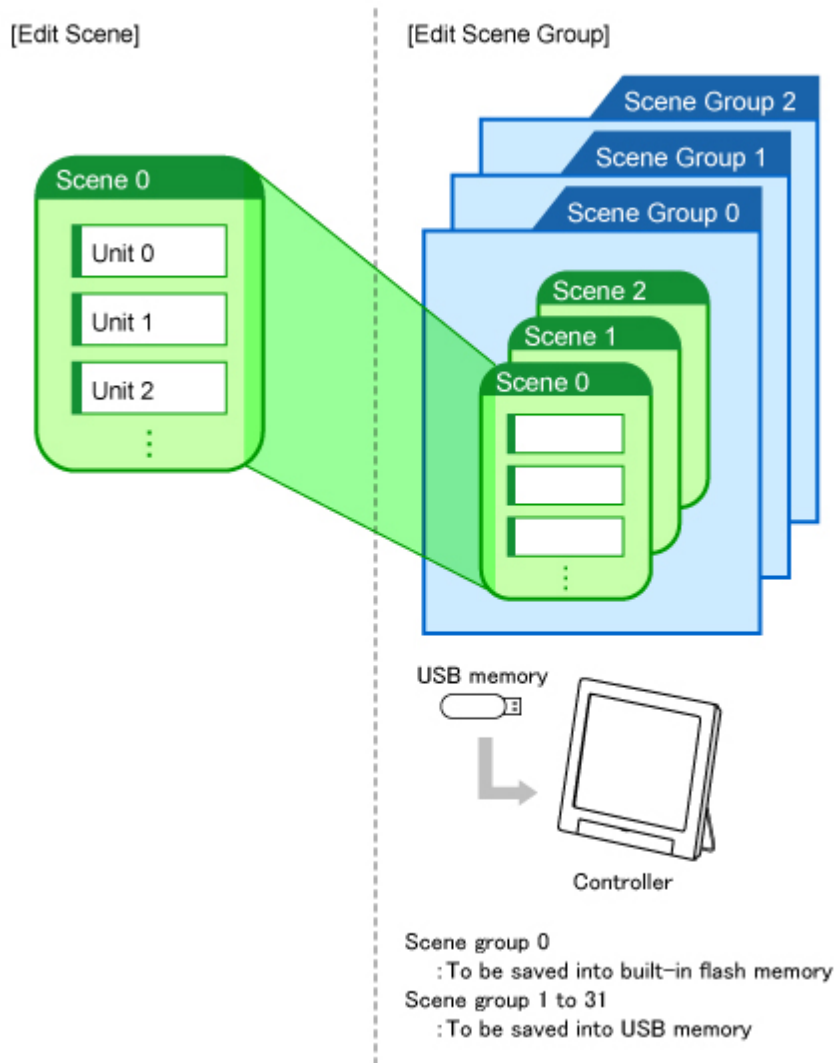 [Edit Scene]
Scene 0
Unit 0
Unit 1
Unit 2
[Edit Scene Group]
Scene Group 2
Scene Group 1
Scene Group 0
Scene 2
Scene 1
Scene 0
USB memory
Controller
Scene group 0
:To be saved into built-in flash memory
Scene group 1 to 31
:To be saved into USB memory